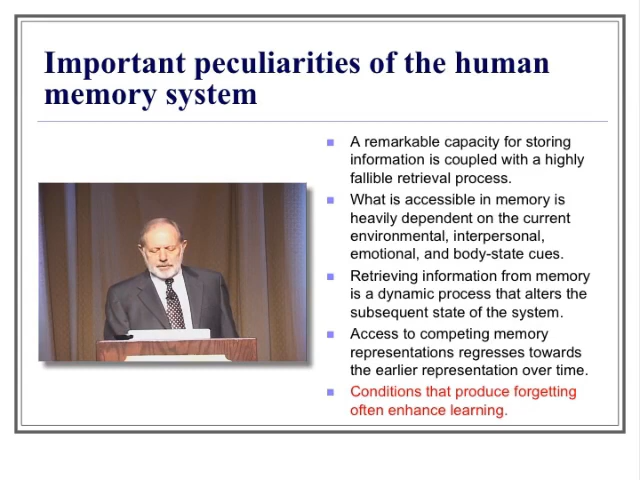 Important peculiarities of the human
memory system
A remarkable capacity for storing
information is coupled with a highly
fallible retrieval process.
What is accessible in memory is
heavily dependent on the current
environmental, interpersonal,
emotional, and body-state cues.
Retrieving information from memory
is a dynamic process that alters the
subsequent state of the system.
Access to competing memory
representations regresses towards
the earlier representation over time.
Conditions that produce forgetting
often enhance learning.